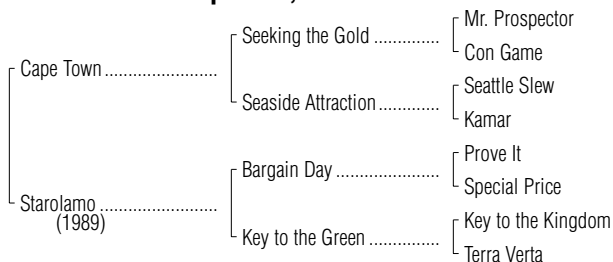 Mr. Prospector
Seeking the Gold ..............
Con Game
Cape Town .......................
Seattle Slew
Seaside Attraction .............
Kamar
Prove It
Bargain Day .....................
Special Price
Starolamo ........................
(1989)
Key to the Kingdom
Key to the Green ...............
Terra Verta